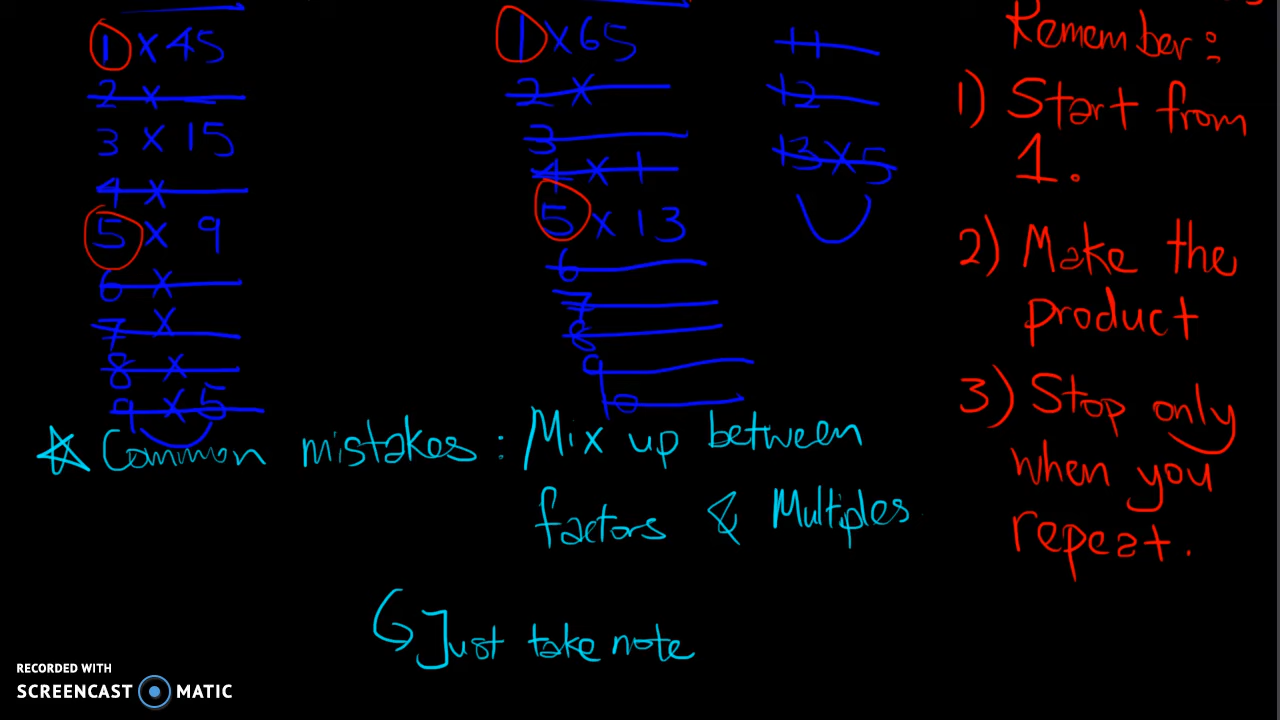 1 x 45
2 x
3 x 15
4 x
5 x 9
6 x
7 x
8 x
9 x 5
1 x 65
2 x
3
4 x 1
5 x 13
6
7
8
9
10
11
12
13 x 5
Remember:
1) Start from
1.
2) Make the
product
3) Stop only
when you
repeat.
Common mistakes: Mix up between
factors & Multiples
Just take note
RECORDED WITH
SCREENCAST MATIC